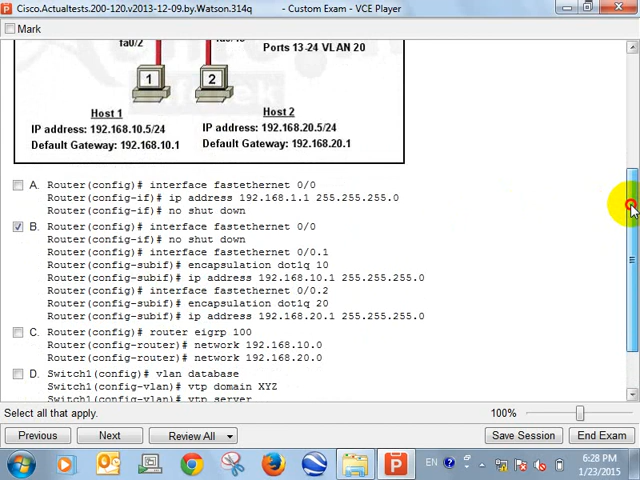 Cisco.Actualtests.200-120.v2013-12-09.by.Watson.314q - Custom Exam - VCE Player
Mark
fa0/2
Ports 13-24 VLAN 20
1 2
Host 1 Host 2
IP address: 192.168.10.5/24 IP address: 192.168.20.5/24
Default Gateway: 192.168.10.1 Default Gateway: 192.168.20.1
A. Router(config)# interface fastethernet 0/0
Router(config-if)# ip address 192.168.1.1 255.255.255.0
Router(config-if)# no shut down
B. Router(config)# interface fastethernet 0/0
Router(config-if)# no shut down
Router(config)# interface fastethernet 0/0.1
Router(config-subif)# encapsulation dot1q 10
Router(config-subif)# ip address 192.168.10.1 255.255.255.0
Router(config)# interface fastethernet 0/0.2
Router(config-subif)# encapsulation dot1q 20
Router(config-subif)# ip address 192.168.20.1 255.255.255.0
C. Router(config)# router eigrp 100
Router(config-router)# network 192.168.10.0
Router(config-router)# network 192.168.20.0
D. Switch1(config)# vlan database
Switch1(config-vlan)# vtp domain XYZ
Switch1(config-vlan)# vtp server
Select all that apply. 100%
Previous Next Review All Save Session End Exam
EN 6:28 PM
1/23/2015